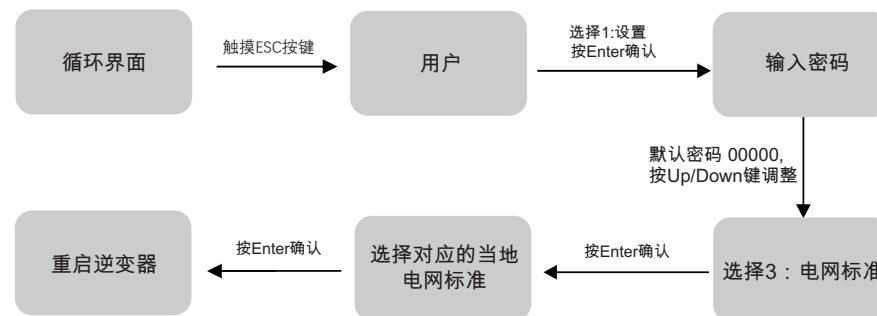 循环界面
触摸ESC按键
用户
选择1:设置
按Enter确认
输入密码
默认密码 00000,
按Up/Down键调整
选择3：电网标准
按Enter确认
选择对应的当地
电网标准
按Enter确认
重启逆变器